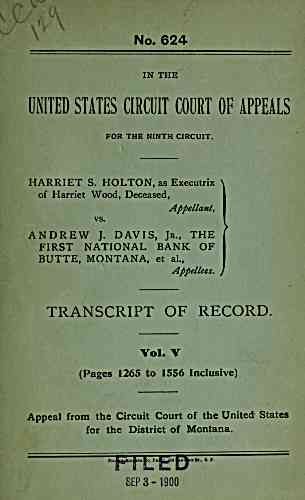 129
No. 624
IN THE
UNITED STATES CIRCUIT COURT OF APPEALS
FOR THE NINTH CIRCUIT.
HARRIET S. HOLTON, as Executrix
of Harriet Wood, Deceased,
Appellant,
vs.
ANDREW J. DAVIS, Jr., THE
FIRST NATIONAL BANK OF
BUTTE, MONTANA, et al.,
Appellees.
TRANSCRIPT OF RECORD.
Vol. V
(Pages 1265 to 1556 Inclusive)
Appeal from the Circuit Court of the United States
for the District of Montana.
FILED
SEP 3 - 1900